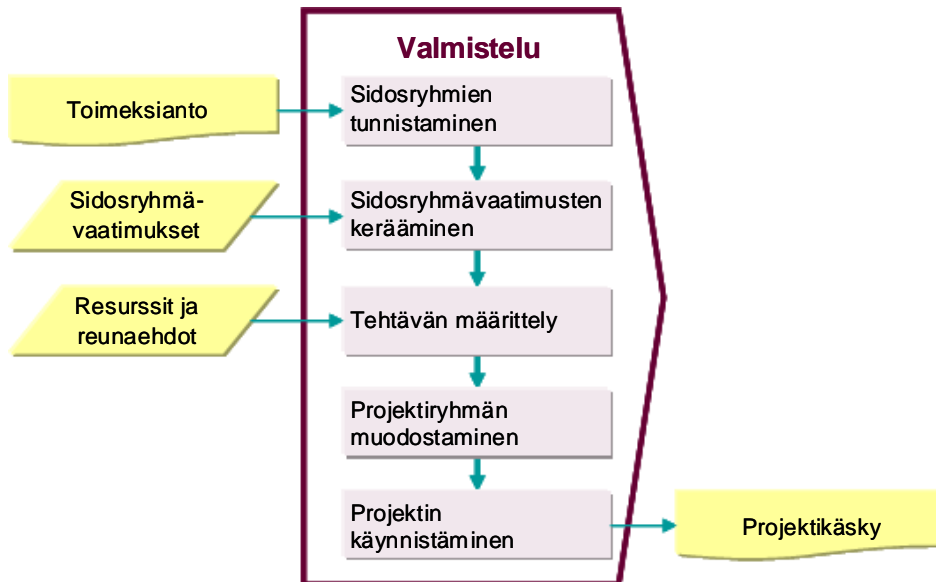 Valmistelu
Toimeksianto
Sidosryhmien
tunnistaminen
Sidosryhmä-
vaatimukset
Sidosryhmävaatimusten
kerääminen
Resurssit ja
reunaehdot
Tehtävän määrittely
Projektiryhmän
muodostaminen
Projektin
käynnistäminen
Projektikäsky